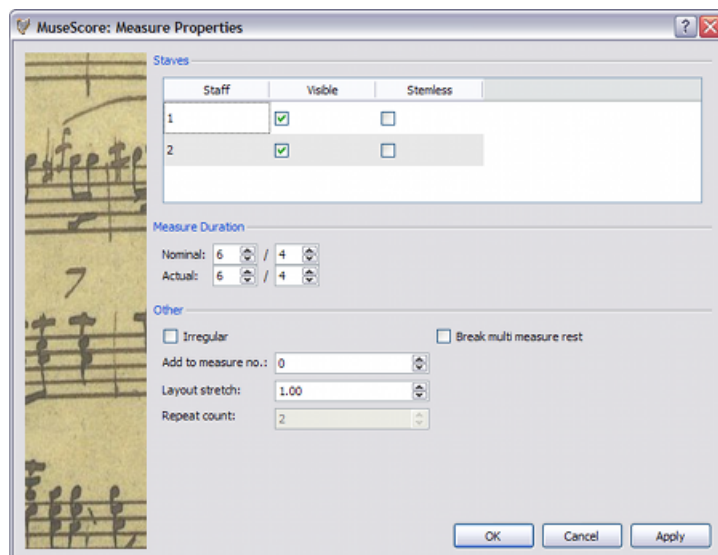 MuseScore: Measure Properties
Staves
Staff Visible Stemless
1
2
Measure Duration
Nominal: 6 / 4
Actual: 6 / 4
Other
Irregular Break multi measure rest
Add to measure no.: 0
Layout stretch: 1.00
Repeat count: 2
OK Cancel Apply
7